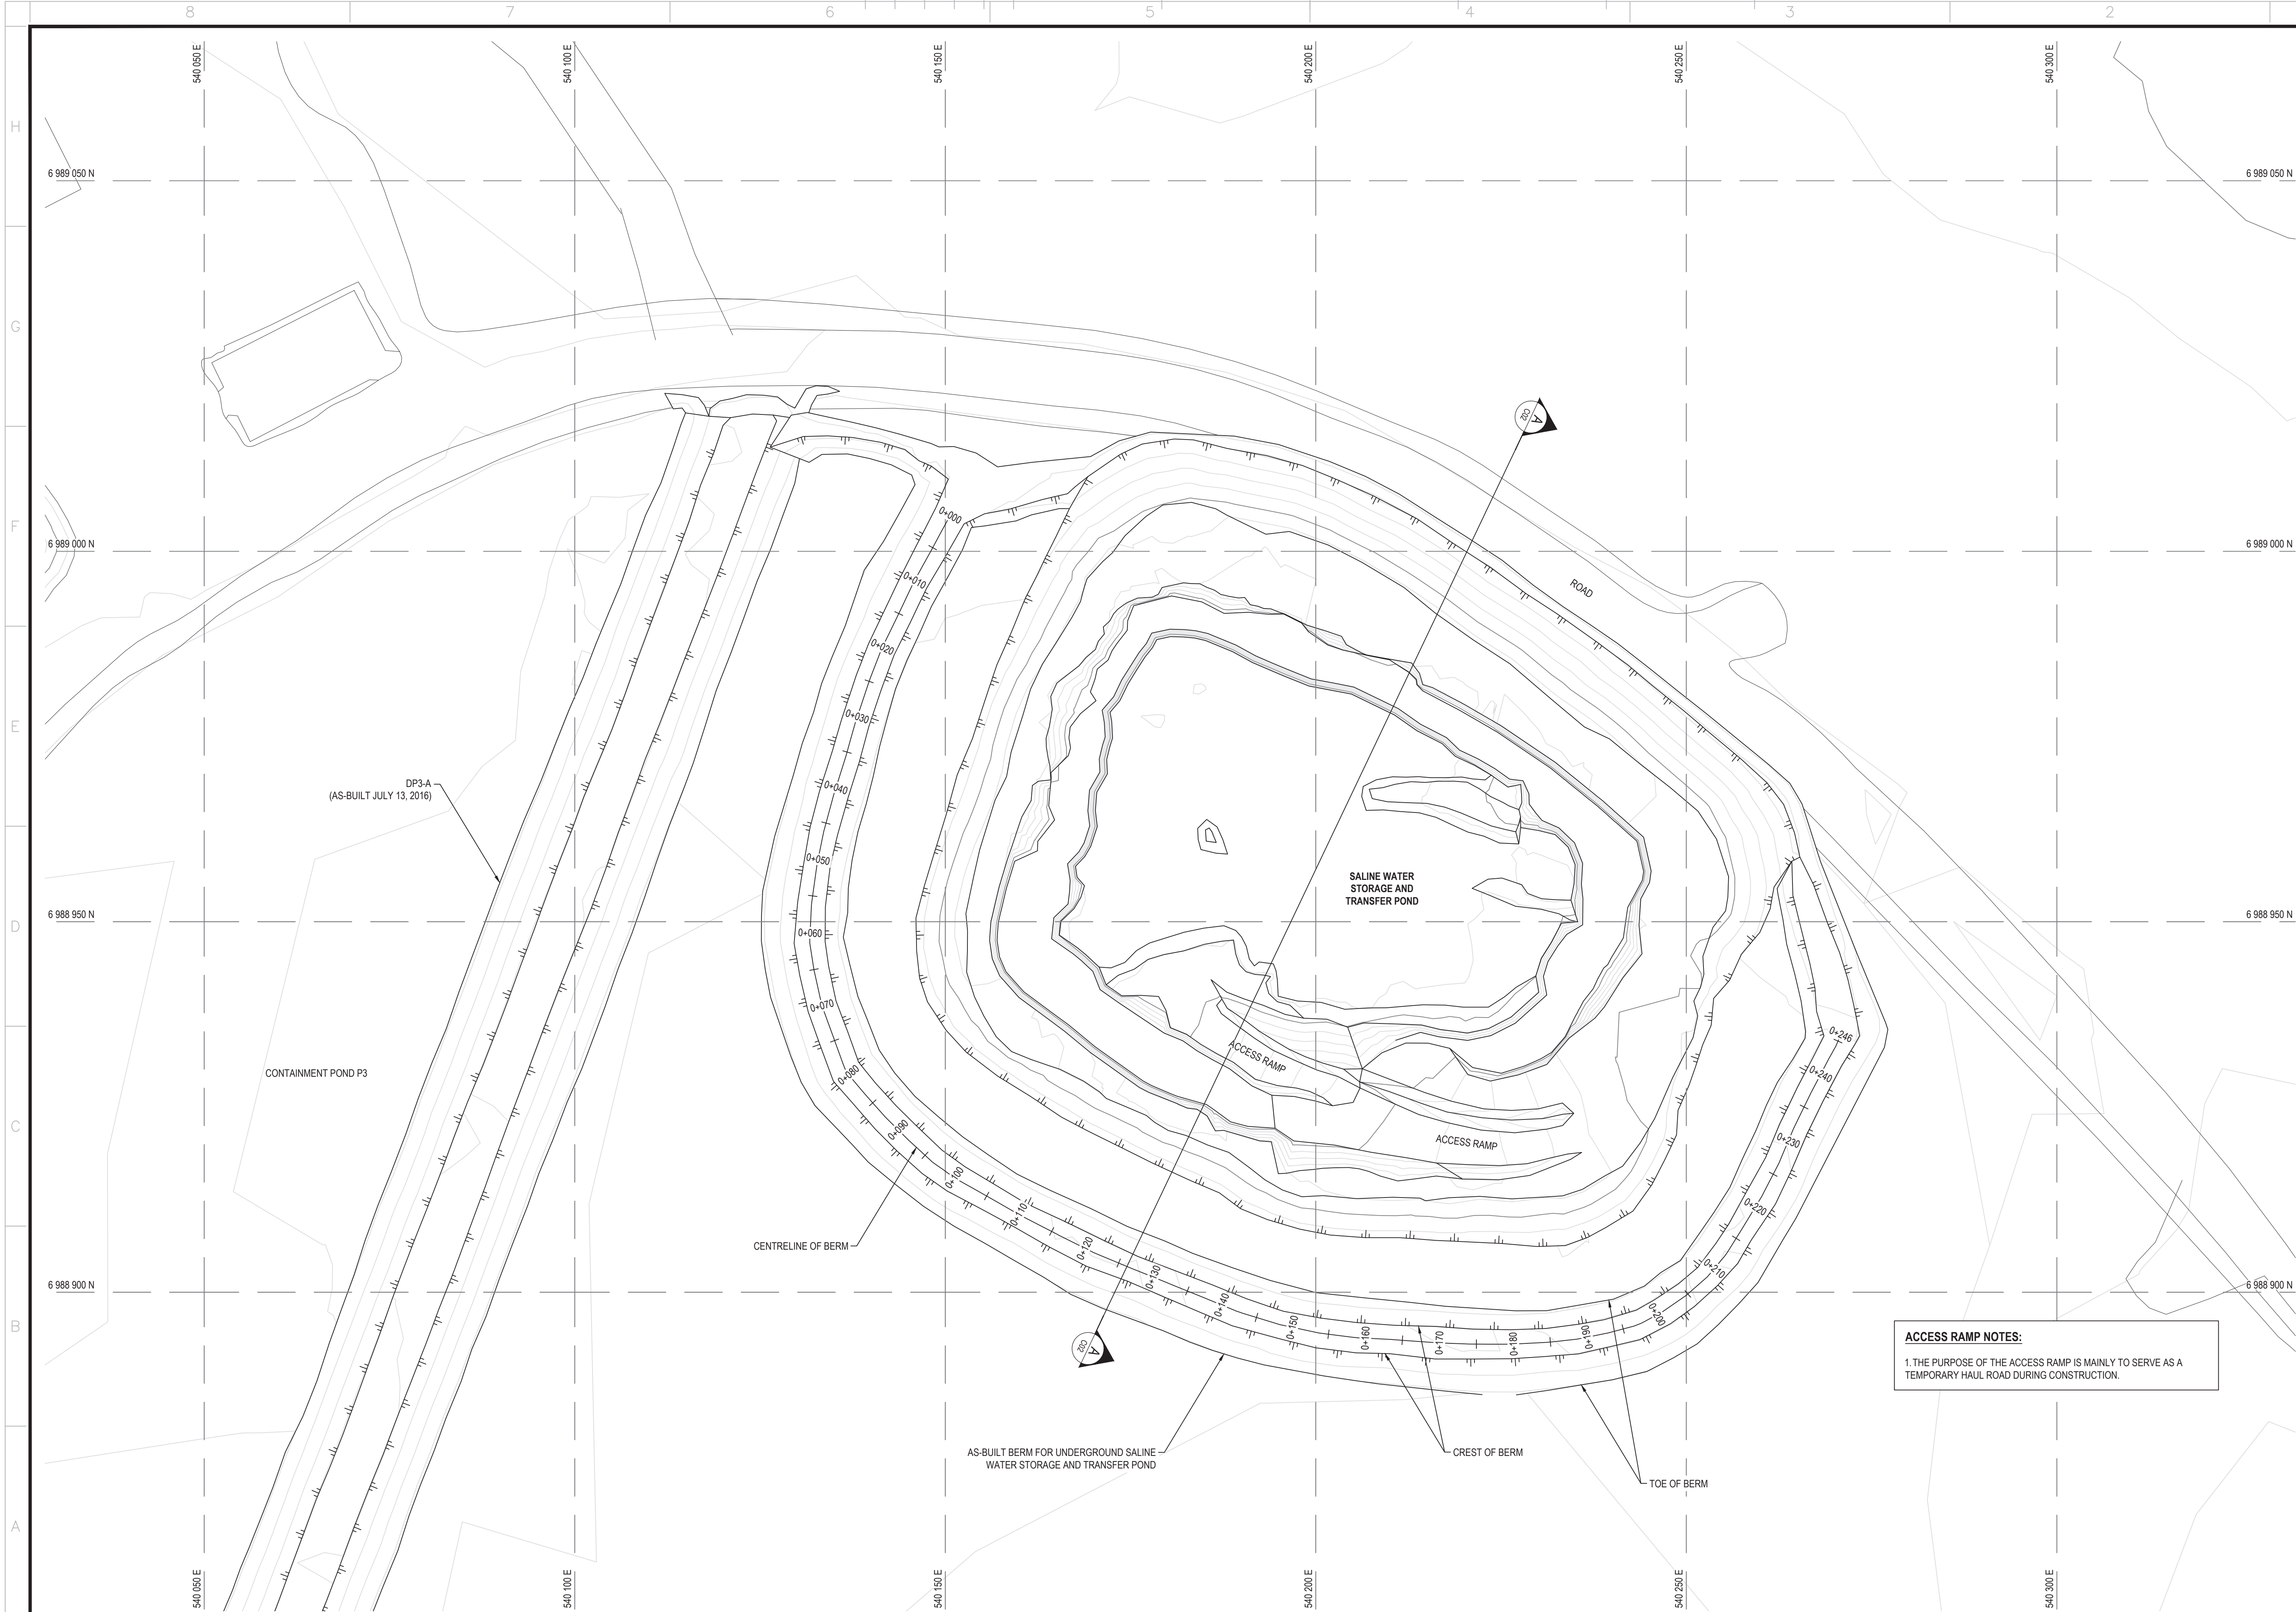 8
7
6
5
4
3
2
540 050 E
540 100 E
540 150 E
540 200 E
540 250 E
540 300 E
H
6 989 050 N
6 989 050 N
G
A
C02
F
0+000
6 989 000 N
6 989 000 N
0+010
ROAD
0+020
E
0+030
DP3-A
(AS-BUILT JULY 13, 2016)
0+040
0+050
SALINE WATER
STORAGE AND
TRANSFER POND
6 988 950 N
6 988 950 N
D
0+060
0+070
0+246
ACCESS RAMP
CONTAINMENT POND P3
0+080
0+240
C
0+090
0+230
ACCESS RAMP
0+100
0+220
0+110
CENTRELINE OF BERM
0+120
0+130
0+210
6 988 900 N
6 988 900 N
0+140
0+200
B
0+150
0+160
0+170
0+180
0+190
A
C02
ACCESS RAMP NOTES:
1. THE PURPOSE OF THE ACCESS RAMP IS MAINLY TO SERVE AS A
TEMPORARY HAUL ROAD DURING CONSTRUCTION.
AS-BUILT BERM FOR UNDERGROUND SALINE
WATER STORAGE AND TRANSFER POND
CREST OF BERM
TOE OF BERM
A
540 050 E
540 100 E
540 150 E
540 200 E
540 250 E
540 300 E